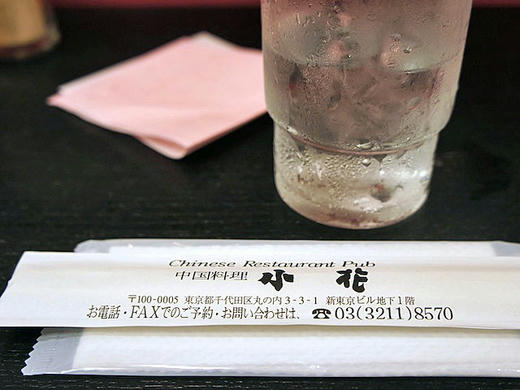 Chinese Restaurant Pub
中国料理 小花
〒100-0005 東京都千代田区丸の内3-3-1 新東京ビル地下1階
お電話・FAXでのご予約・お問い合わせは、☎03(3211)8570